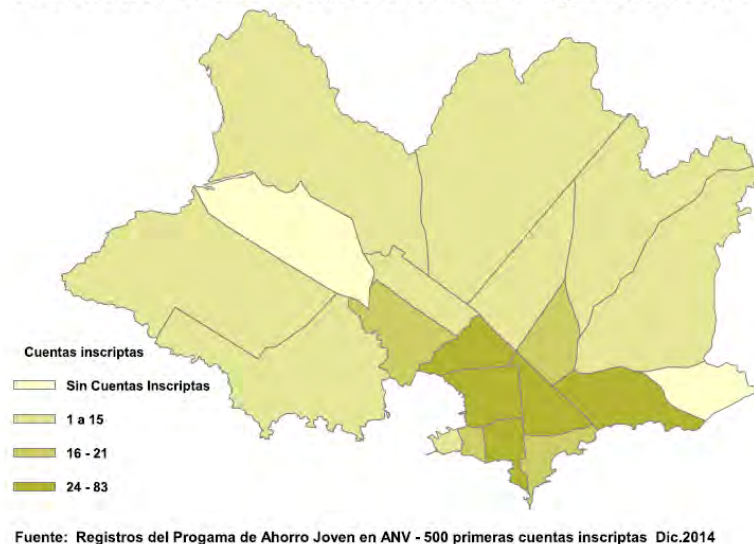 Cuentas inscriptas
Sin Cuentas Inscriptas
1 a 15
16 - 21
24 - 83
Fuente: Registros del Progama de Ahorro Joven en ANV - 500 primeras cuentas inscriptas Dic.2014